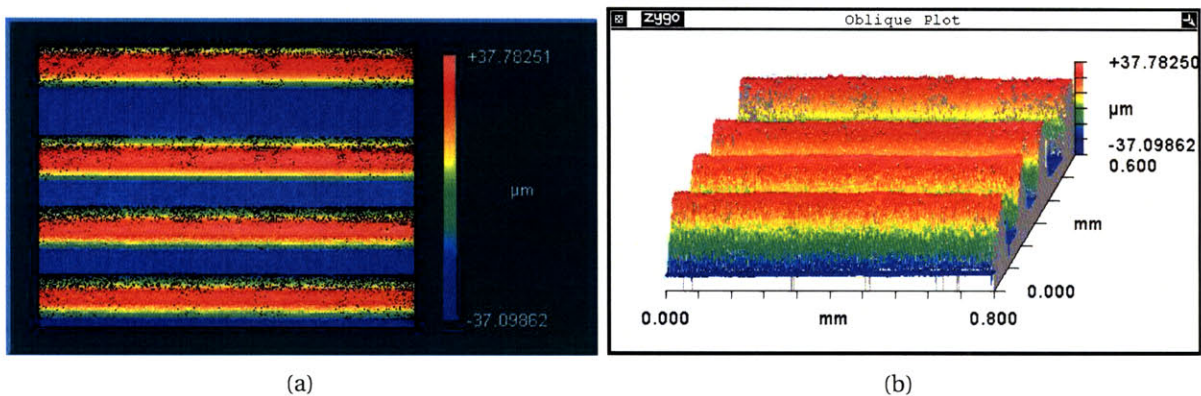 +37.78251
µm
-37.09862
(a)
zygo
Oblique Plot
+37.78250
µm
-37.09862
0.600
mm
0.000
0.000
mm
0.800
(b)